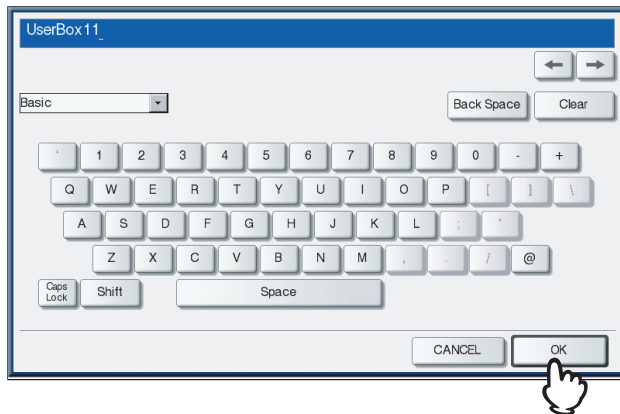 UserBox11_
Basic
Back Space Clear
` 1 2 3 4 5 6 7 8 9 0 - +
Q W E R T Y U I O P [ ] \
A S D F G H J K L ; '
Z X C V B N M , . / @
Caps Lock Shift Space
CANCEL OK